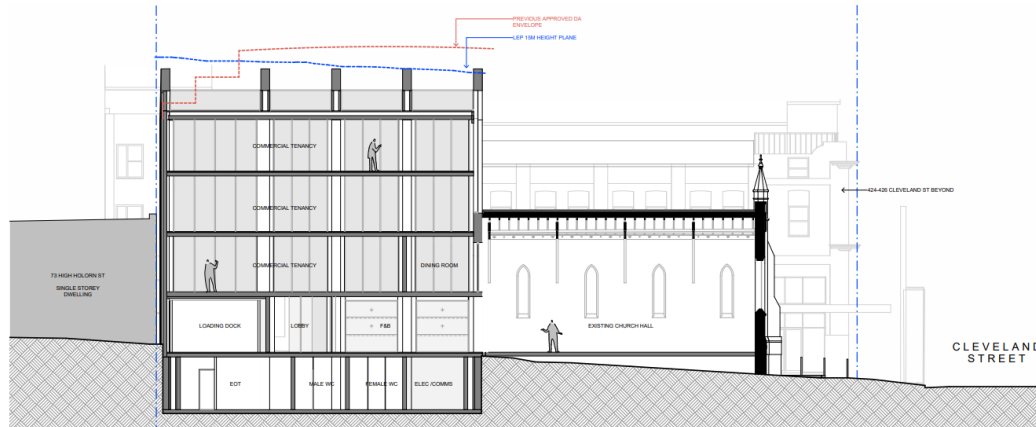 PREVIOUS APPROVED DA
ENVELOPE
LEP 15M HEIGHT PLANE
COMMERCIAL TENANCY
COMMERCIAL TENANCY
424-426 CLEVELAND ST BEYOND
COMMERCIAL TENANCY
DINING ROOM
73 HIGH HOLORN ST
SINGLE STOREY
DWELLING
LOADING DOCK
LOBBY
F&B
EXISTING CHURCH HALL
CLEVELAND
STREET
EOT
MALE WC
FEMALE WC
ELEC /COMMS